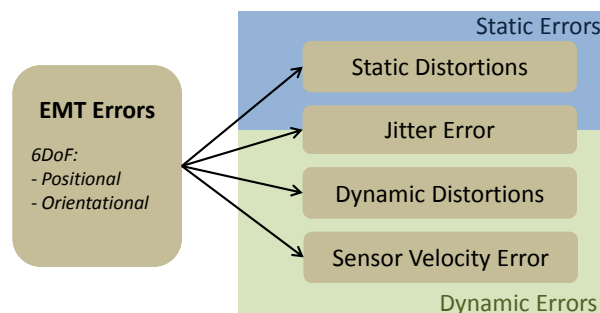 Static Errors
EMT Errors
6DoF:
- Positional
- Orientational
Static Distortions
Jitter Error
Dynamic Distortions
Sensor Velocity Error
Dynamic Errors